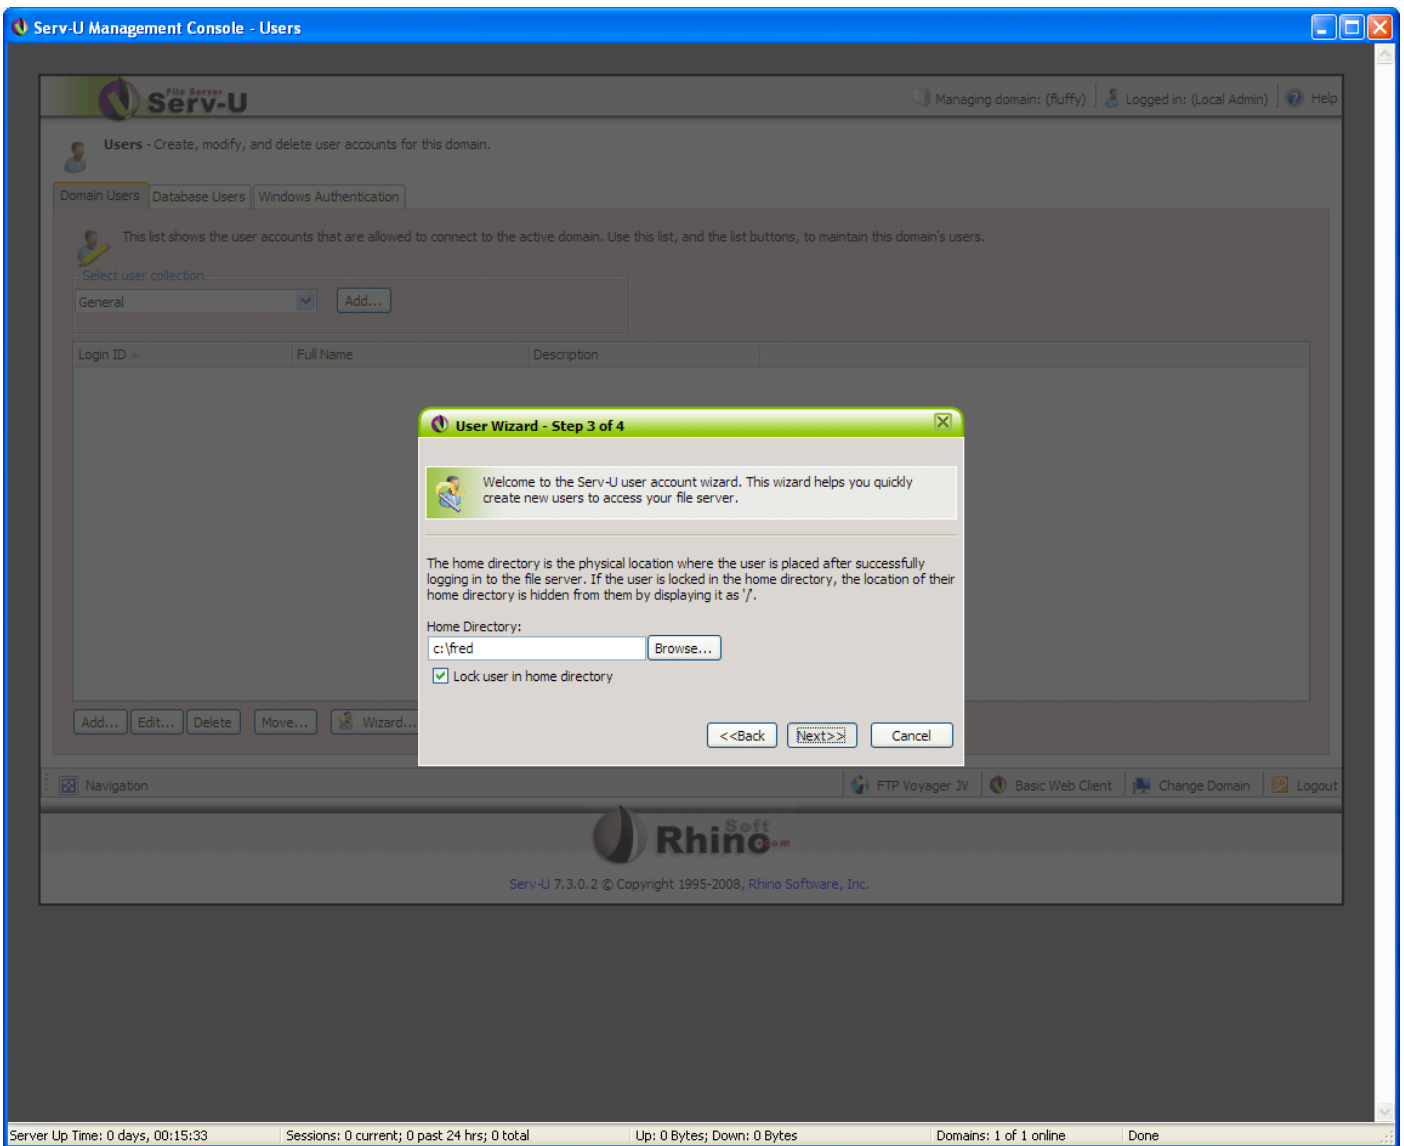 Serv-U Management Console - Users
File Server
Serv-U
Managing domain: (fluffy) Logged in: (Local Admin) Help
Users - Create, modify, and delete user accounts for this domain.
Domain Users Database Users Windows Authentication
This list shows the user accounts that are allowed to connect to the active domain. Use this list, and the list buttons, to maintain this domain's users.
Select user collection
General Add...
Login ID Full Name Description
User Wizard - Step 3 of 4
Welcome to the Serv-U user account wizard. This wizard helps you quickly
create new users to access your file server.
The home directory is the physical location where the user is placed after successfully
logging in to the file server. If the user is locked in the home directory, the location of their
home directory is hidden from them by displaying it as '/'.
Home Directory:
c:\fred Browse...
Lock user in home directory
Add... Edit... Delete Move... Wizard...
<<Back Next>> Cancel
Navigation FTP Voyager JV Basic Web Client Change Domain Logout
RhinoSoft.com
Serv-U 7.3.0.2 © Copyright 1995-2008, Rhino Software, Inc.
Server Up Time: 0 days, 00:15:33 Sessions: 0 current; 0 past 24 hrs; 0 total Up: 0 Bytes; Down: 0 Bytes Domains: 1 of 1 online Done